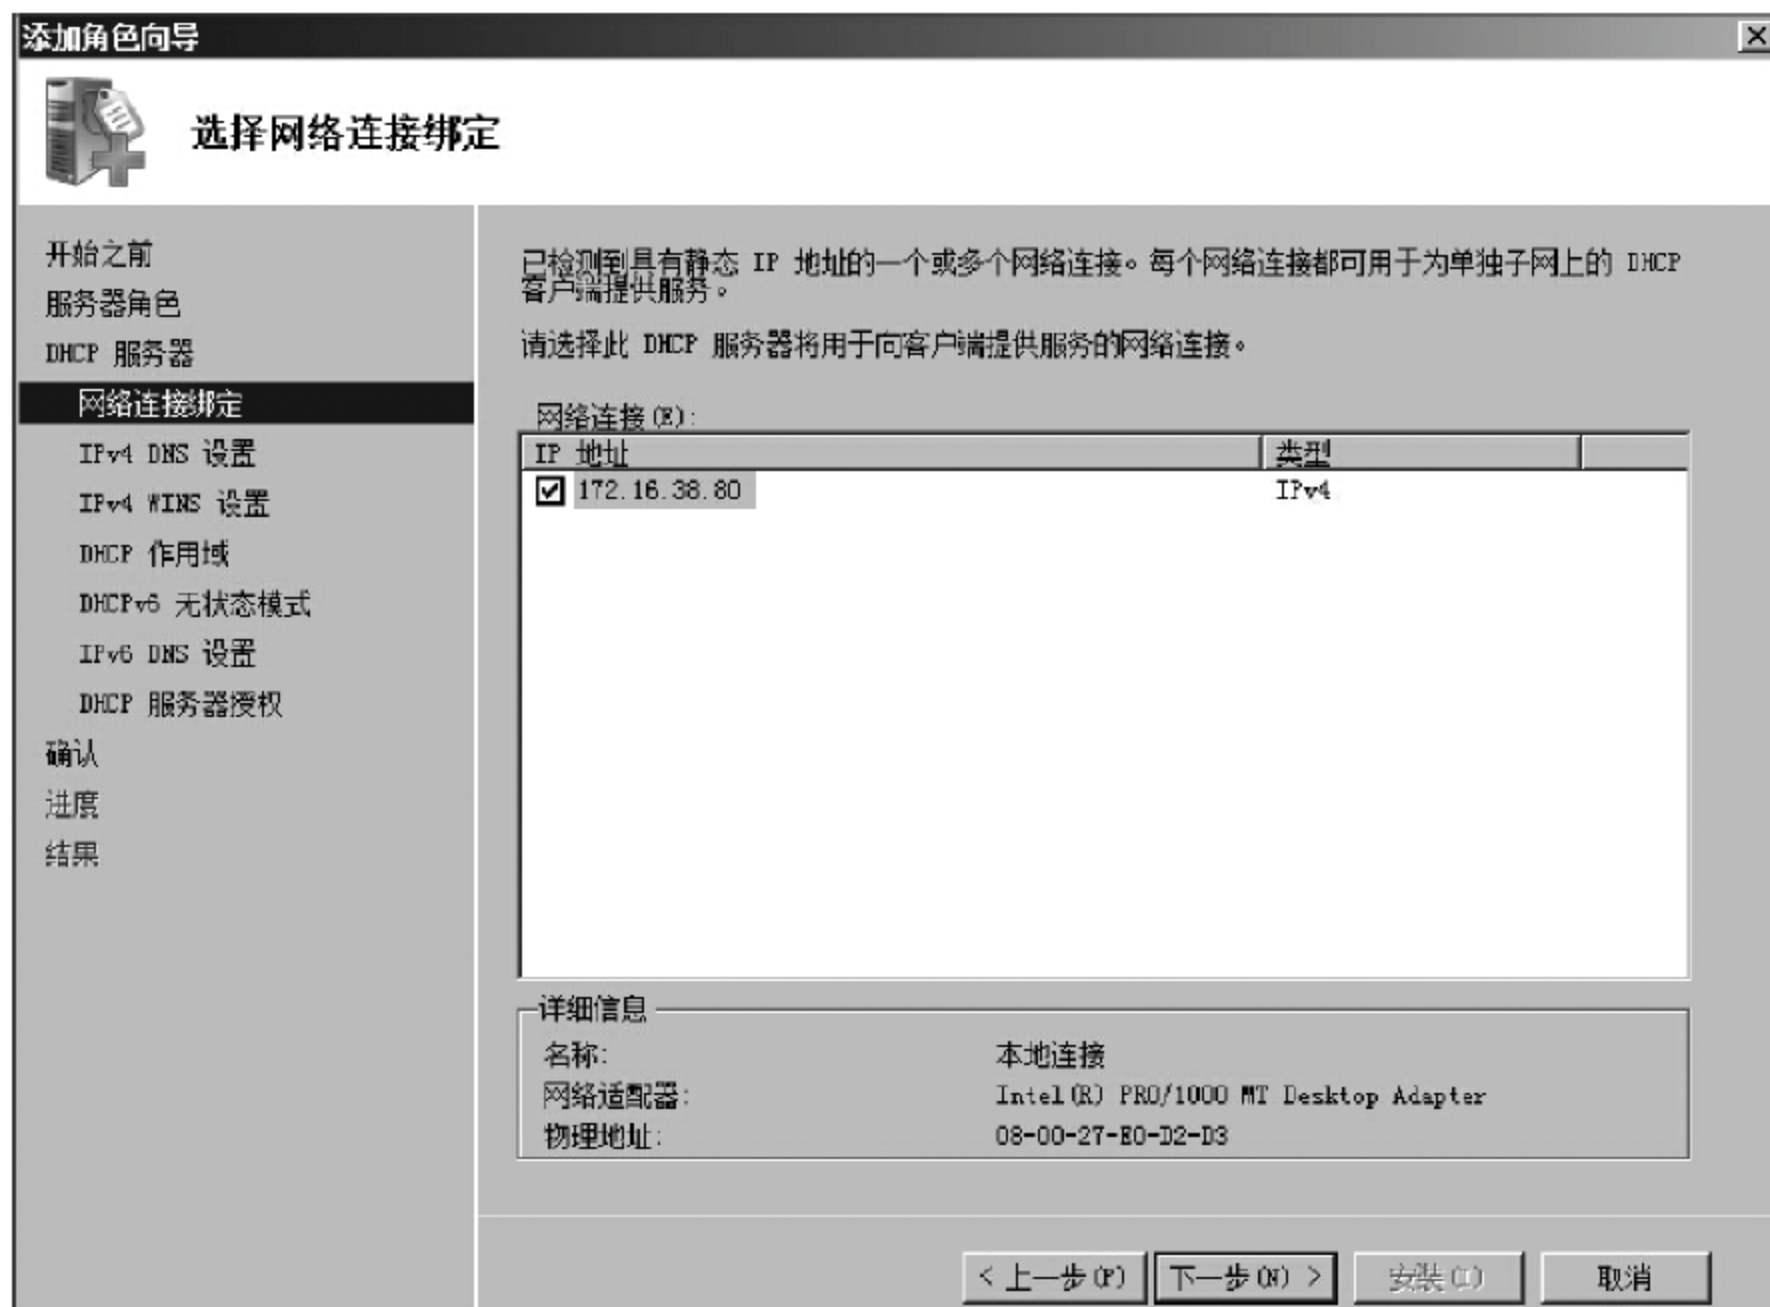 添加角色向导
选择网络连接绑定
开始之前
服务器角色
DHCP 服务器
网络连接绑定
IPv4 DNS 设置
IPv4 WINS 设置
DHCP 作用域
DHCPv6 无状态模式
IPv6 DNS 设置
DHCP 服务器授权
确认
进度
结果
已检测到具有静态 IP 地址的一个或多个网络连接。每个网络连接都可用于为单独子网上的 DHCP
客户端提供服务。
请选择此 DHCP 服务器将用于向客户端提供服务的网络连接。
网络连接(E):
IP 地址 类型
172.16.38.80 IPv4
详细信息
名称: 本地连接
网络适配器: Intel(R) PRO/1000 MT Desktop Adapter
物理地址: 08-00-27-E0-D2-D3
< 上一步(P) 下一步(N) > 安装(I) 取消